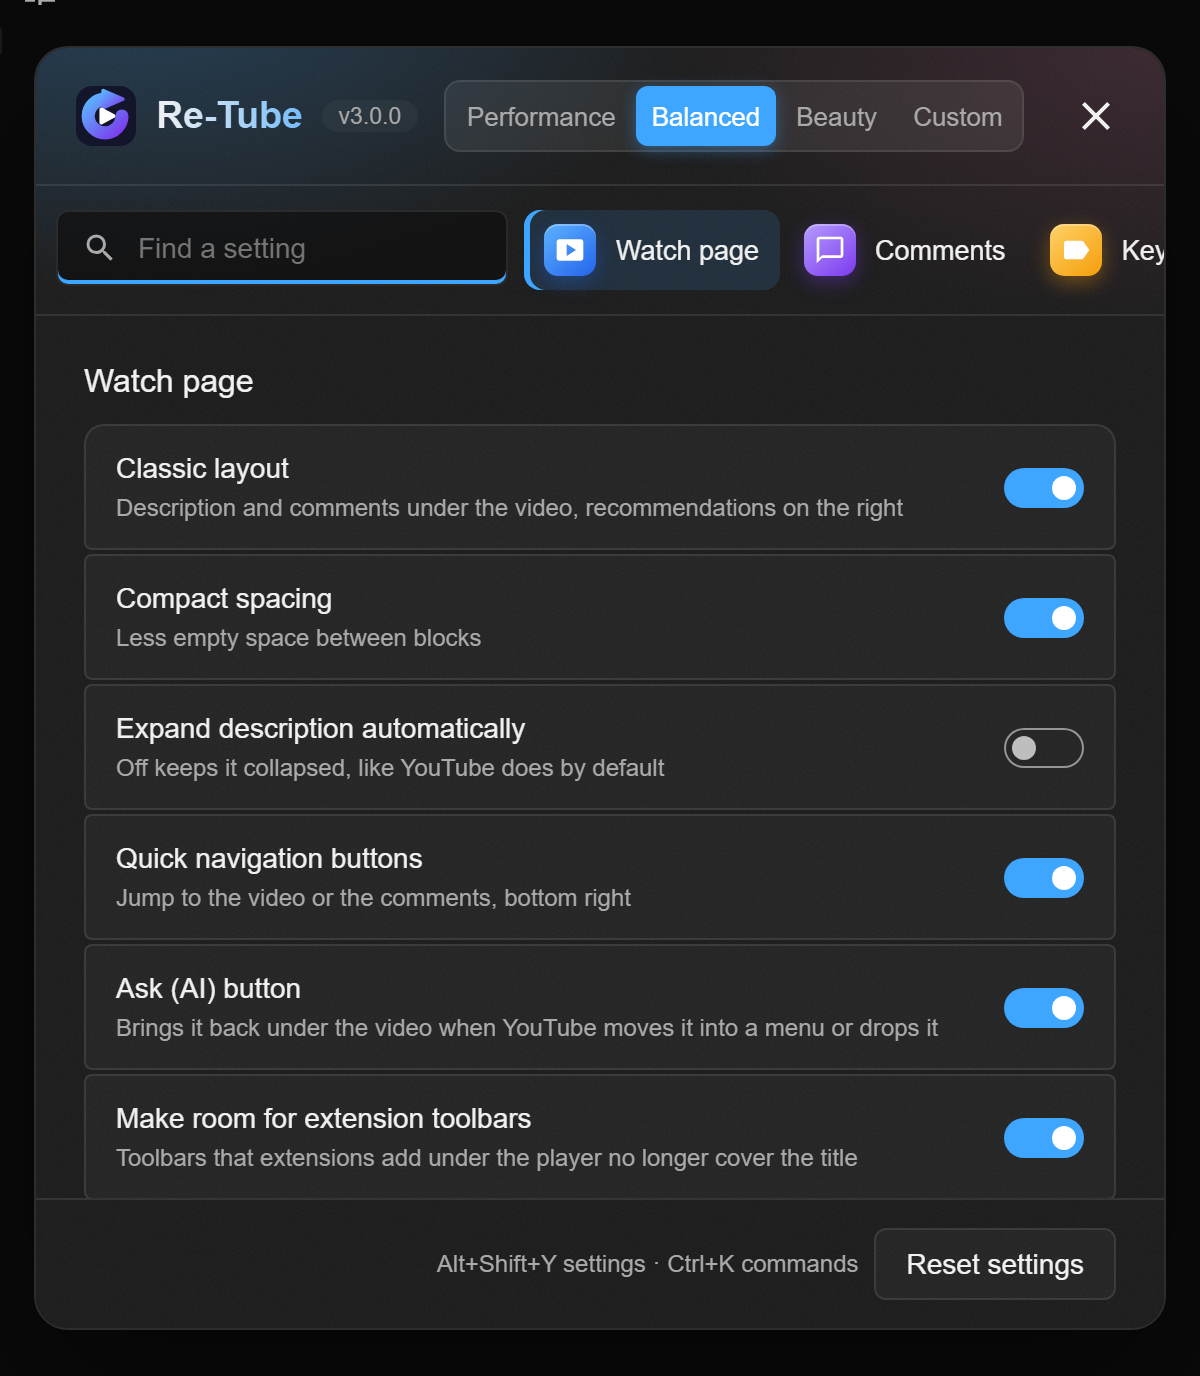 Re-Tube v3.0.0 Performance Balanced Beauty Custom
Find a setting Watch page Comments Key
Watch page
Classic layout
Description and comments under the video, recommendations on the right
Compact spacing
Less empty space between blocks
Expand description automatically
Off keeps it collapsed, like YouTube does by default
Quick navigation buttons
Jump to the video or the comments, bottom right
Ask (AI) button
Brings it back under the video when YouTube moves it into a menu or drops it
Make room for extension toolbars
Toolbars that extensions add under the player no longer cover the title
Alt+Shift+Y settings · Ctrl+K commands Reset settings